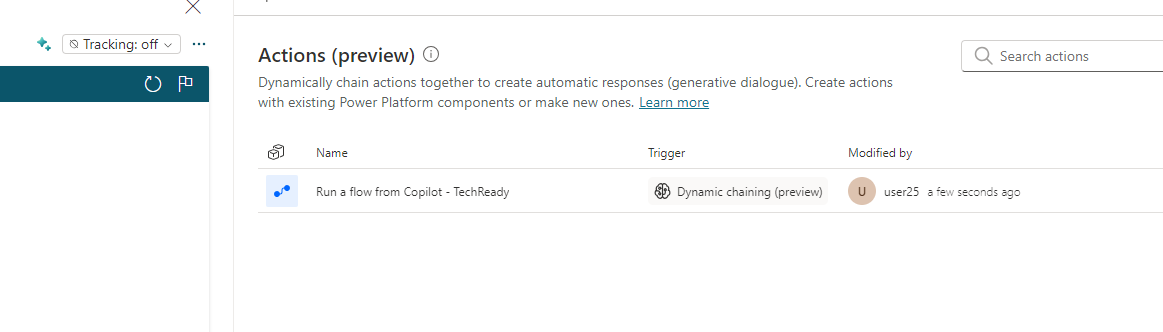 Tracking: off
Actions (preview)
Search actions
Dynamically chain actions together to create automatic responses (generative dialogue). Create actions
with existing Power Platform components or make new ones. Learn more
Name Trigger Modified by
Run a flow from Copilot - TechReady Dynamic chaining (preview) U user25 a few seconds ago